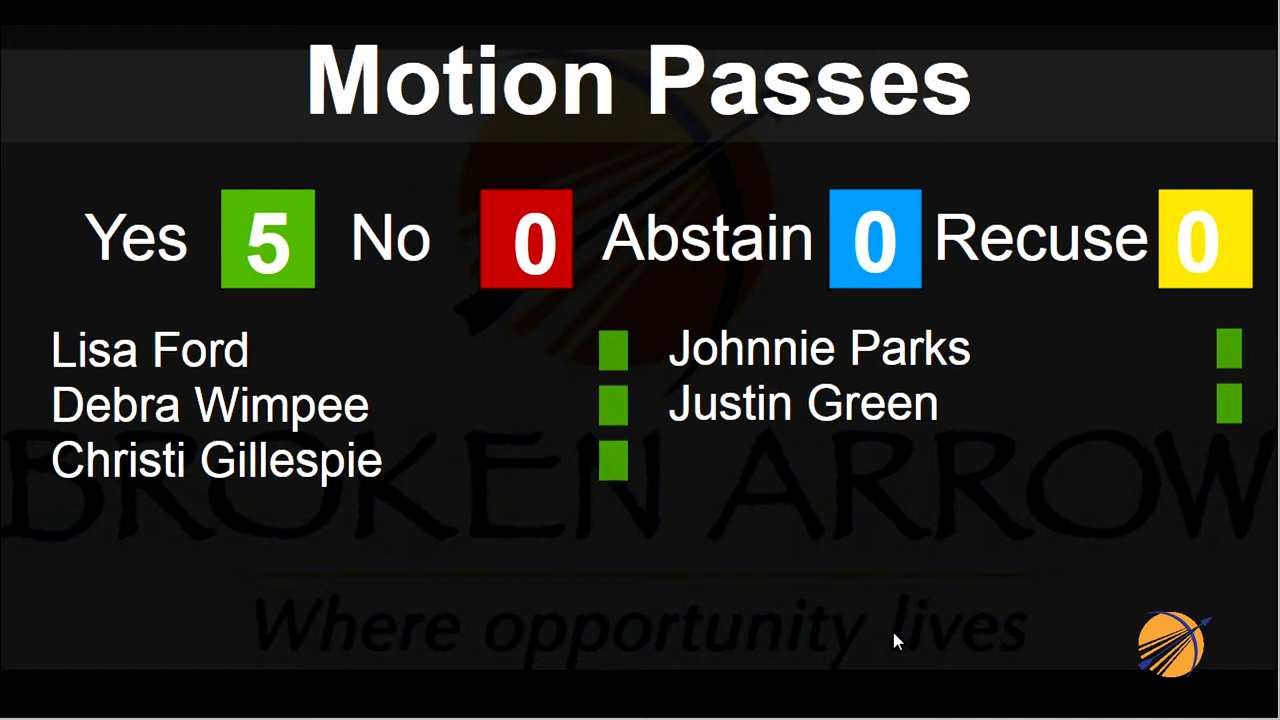 Motion Passes
Yes 5 No 0 Abstain 0 Recuse 0
Lisa Ford
Johnnie Parks
Debra Wimpee
Justin Green
Christi Gillespie
BROKEN ARROW
Where opportunity lives